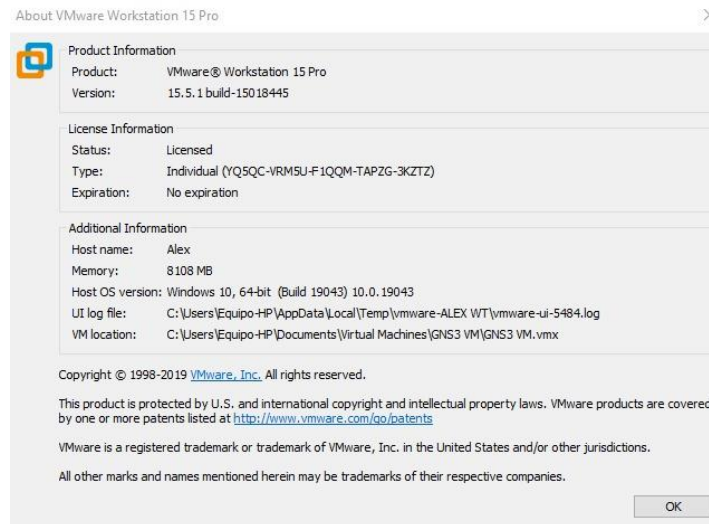 About VMware Workstation 15 Pro
Product Information
Product: VMware® Workstation 15 Pro
Version: 15.5.1 build-15018445
License Information
Status: Licensed
Type: Individual (YQ5QC-VRM5U-F1QQM-TAPZG-3KZTZ)
Expiration: No expiration
Additional Information
Host name: Alex
Memory: 8108 MB
Host OS version: Windows 10, 64-bit (Build 19043) 10.0.19043
UI log file: C:\Users\Equipo-HP\AppData\Local\Temp\vmware-ALEX WT\vmware-ui-5484.log
VM location: C:\Users\Equipo-HP\Documents\Virtual Machines\GNS3 VM\GNS3 VM.vmx
Copyright © 1998-2019 VMware, Inc. All rights reserved.
This product is protected by U.S. and international copyright and intellectual property laws. VMware products are covered
by one or more patents listed at http://www.vmware.com/go/patents
VMware is a registered trademark or trademark of VMware, Inc. in the United States and/or other jurisdictions.
All other marks and names mentioned herein may be trademarks of their respective companies.
OK